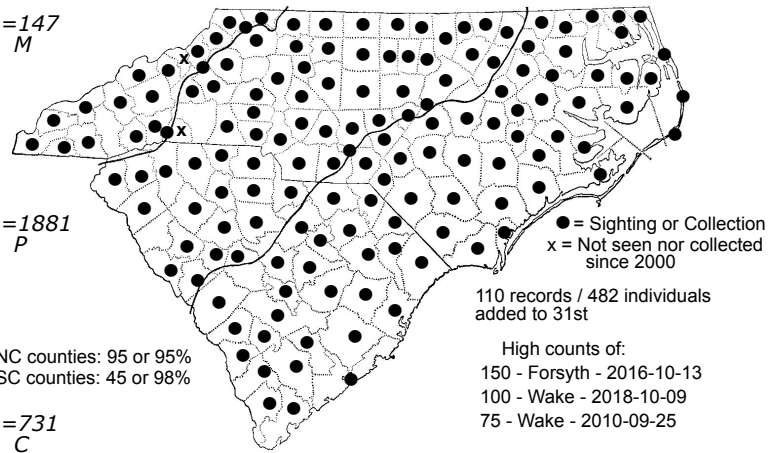 =147
M
x
x
=1881
P
● = Sighting or Collection
x = Not seen nor collected
since 2000
110 records / 482 individuals
added to 31st
NC counties: 95 or 95%
SC counties: 45 or 98%
High counts of:
150 - Forsyth - 2016-10-13
100 - Wake - 2018-10-09
75 - Wake - 2010-09-25
=731
C